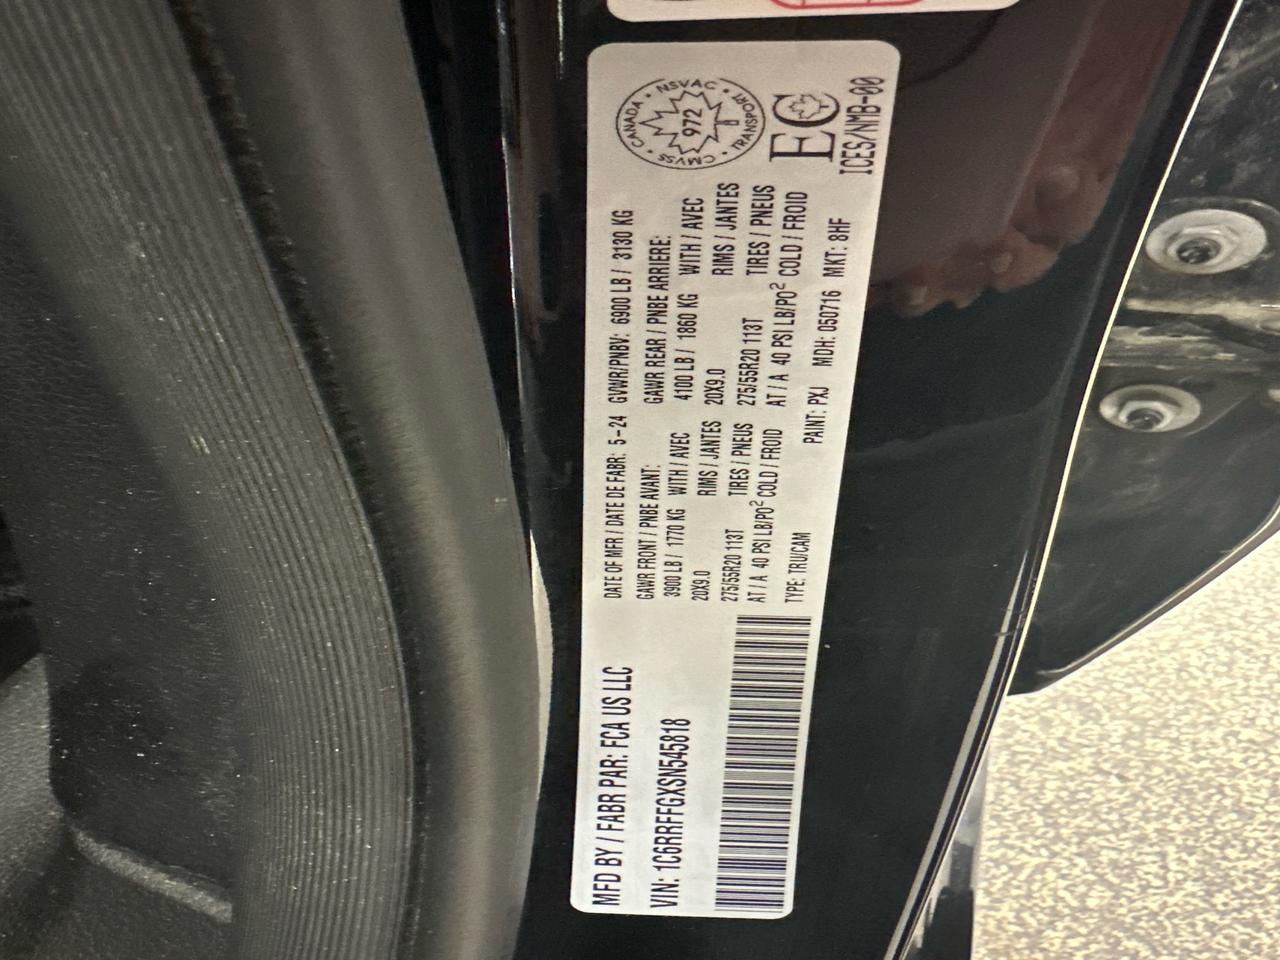 MFD BY / FABR PAR: FCA US LLC
VIN: 1C6RRFFGXSN545818
DATE OF MFR / DATE DE FABR: 5-24 GVWR/PNBV: 6900 LB / 3130 KG
GAWR FRONT / PNBE AVANT: GAWR REAR / PNBE ARRIERE:
3900 LB / 1770 KG WITH / AVEC 4100 LB / 1860 KG WITH / AVEC
20X9.0 RIMS / JANTES 20X9.0 RIMS / JANTES
275/55R20 113T TIRES / PNEUS 275/55R20 113T TIRES / PNEUS
AT / A 40 PSI LB/PO² COLD / FROID AT / A 40 PSI LB/PO² COLD / FROID
TYPE: TRU/CAM PAINT: PXJ MDH: 050716 MKT: 8HF
CANADA • NSVAC • TRANSPORT • CMVSS
972
EC
ICES/NMB-00